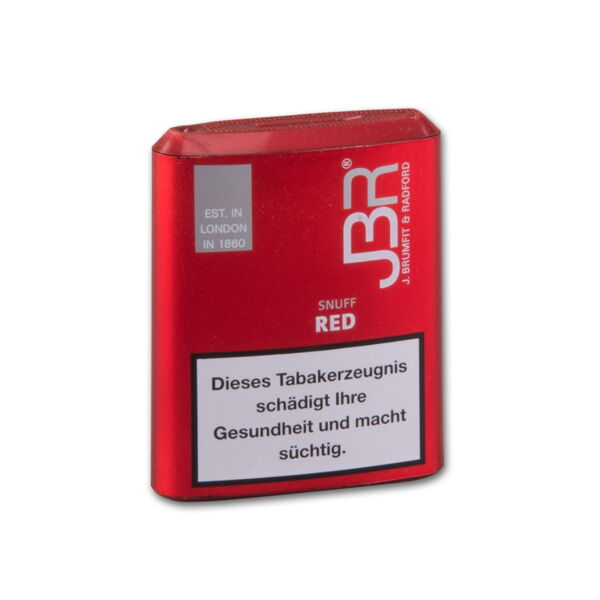 EST. IN
LONDON
IN 1860
JBR®
J. BRUMFIT & RADFORD
SNUFF
RED
Dieses Tabakerzeugnis
schädigt Ihre
Gesundheit und macht
süchtig.